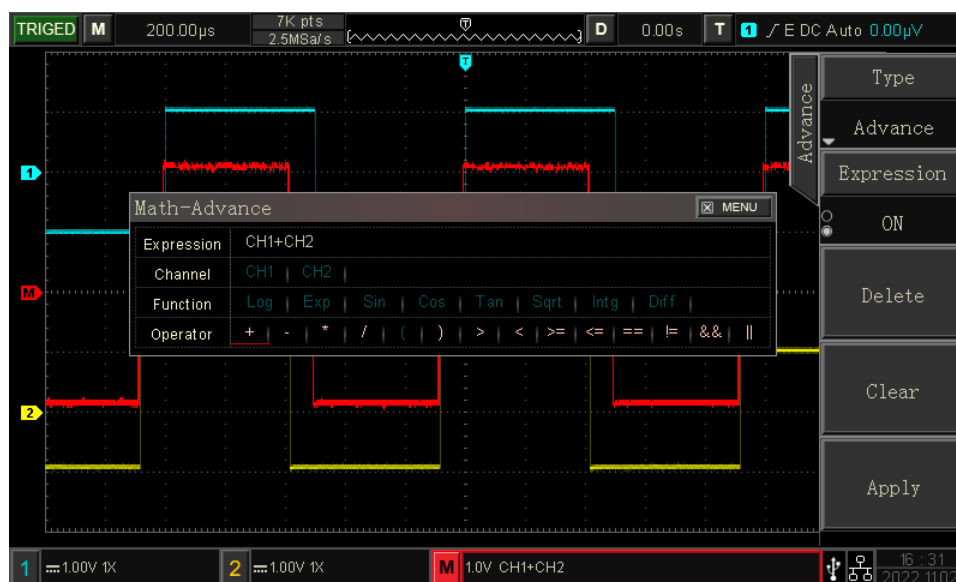 TRIGED M 200.00μs 7K pts D 0.00s T 1 E DC Auto 0.00μV
2.5MSa/s
T
T
Type
Advance
Advance
1
Expression
ON
Math-Advance MENU
Expression CH1+CH2
Channel CH1 | CH2 |
Function Log | Exp | Sin | Cos | Tan | Sqrt | Intg | Diff |
Operator + | - | * | / | ( | ) | > | < | >= | <= | == | != | && | ||
M
Delete
2
Clear
Apply
1 1.00V 1X 2 1.00V 1X M 1.0V CH1+CH2 16:31
2022.1102